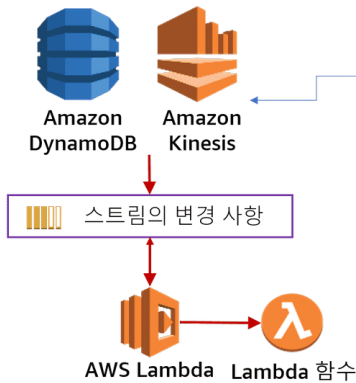 Amazon
DynamoDB
Amazon
Kinesis
스트림의 변경 사항
AWS Lambda
Lambda 함수